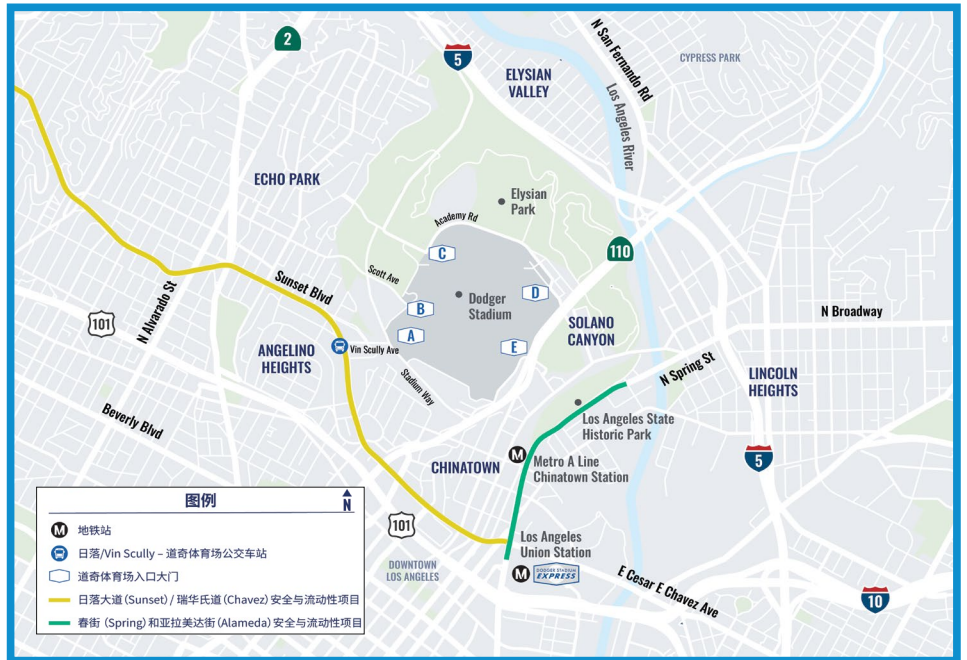 2
5
N San Fernando Rd
CYPRESS PARK
ELYSIAN
VALLEY
Los Angeles River
ECHO PARK
Elysian
Park
Academy Rd
C
110
Scott Ave
Sunset Blvd
D
B
Dodger
Stadium
N Alvarado St
101
A
SOLANO
CANYON
N Broadway
ANGELINO
HEIGHTS
Vin Scully Ave
E
Stadium Way
N Spring St
LINCOLN
HEIGHTS
Beverly Blvd
Los Angeles State
Historic Park
CHINATOWN
M
Metro A Line
Chinatown Station
5
图例
N
M 地铁站
日落/Vin Scully – 道奇体育场公交车站
道奇体育场入口大门
日落大道(Sunset)/ 瑞华氏道(Chavez)安全与流动性项目
春街 (Spring) 和亚拉美达街(Alameda)安全与流动性项目
101
DOWNTOWN
LOS ANGELES
Los Angeles
Union Station
M
DODGER STADIUM
EXPRESS
E Cesar E Chavez Ave
10